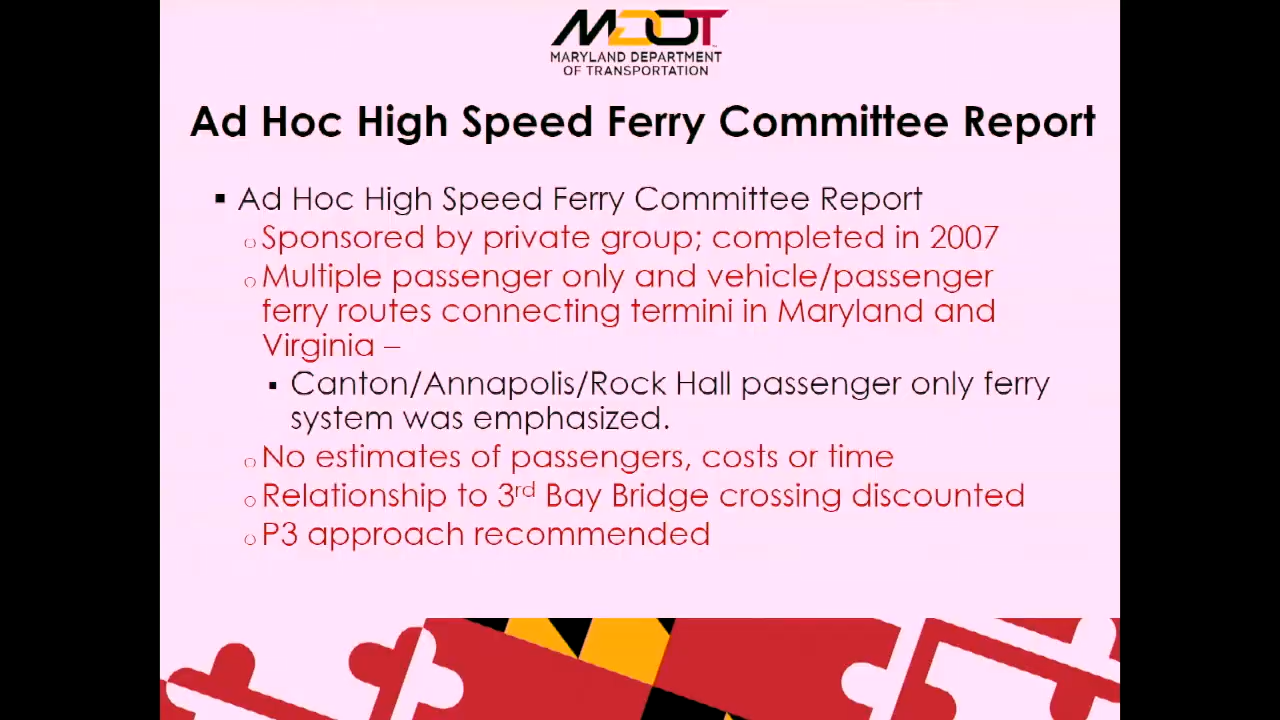 MDOT
MARYLAND DEPARTMENT
OF TRANSPORTATION
Ad Hoc High Speed Ferry Committee Report
▪ Ad Hoc High Speed Ferry Committee Report
○ Sponsored by private group; completed in 2007
○ Multiple passenger only and vehicle/passenger
ferry routes connecting termini in Maryland and
Virginia –
▪ Canton/Annapolis/Rock Hall passenger only ferry
system was emphasized.
○ No estimates of passengers, costs or time
○ Relationship to 3rd Bay Bridge crossing discounted
○ P3 approach recommended